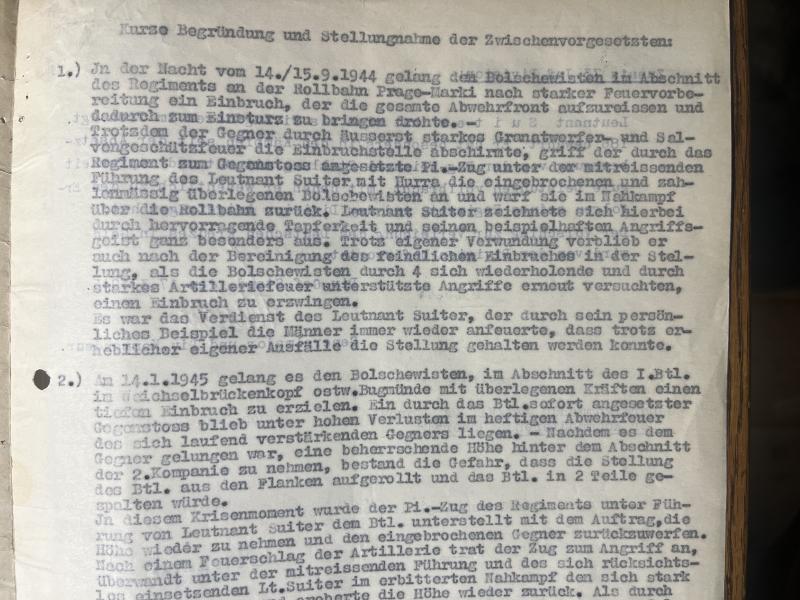 Kurze Begründung und Stellungnahme der Zwischenvorgesetzten:
1.) Jn der Nacht vom 14./15.9.1944 gelang den Bolschewisten im Abschnitt
des Regiments an der Rollbahn Prage-Marki nach starker Feuervorbe-
reitung ein Einbruch, der die gesamte Abwehrfront aufzureissen und
dadurch zum Einsturz zu bringen drohte. -
Trotzdem der Gegner durch äusserst starkes Granatwerfer- und Sal-
vengeschützfeuer die Einbruchstelle abschirmte, griff der durch das
Regiment zum Gegenstoss angesetzte Pi.-Zug unter der mitreissenden
Führung des Leutnant Suiter mit Hurra die eingebrochenen und zah-
lenmässig überlegenen Bolschewisten an und warf sie im Nahkampf
über die Rollbahn zurück. Leutnant Suiter zeichnete sich hierbei
durch hervorragende Tapferkeit und seinen beispielhaften Angriffs-
geist ganz besonders aus. Trotz eigener Verwundung verblieb er
auch nach der Bereinigung des feindlichen Einbruches in der Stel-
lung, als die Bolschewisten durch 4 sich wiederholende und durch
starkes Artilleriefeuer unterstützte Angriffe erneut versuchten,
einen Einbruch zu erzwingen.
Es war das Verdienst des Leutnant Suiter, der durch sein persön-
liches Beispiel die Männer immer wieder anfeuerte, dass trotz er-
heblicher eigener Ausfälle die Stellung gehalten werden konnte.
2.) Am 14.1.1945 gelang es den Bolschewisten, im Abschnitt des I.Btl.
im Weichselbrückenkopf ostw.Bugmünde mit überlegenen Kräften einen
tiefen Einbruch zu erzielen. Ein durch das Btl.sofort angesetzter
Gegenstoss blieb unter hohen Verlusten im heftigen Abwehrfeuer
des sich laufend verstärkenden Gegners liegen. - Nachdem es dem
Gegner gelungen war, eine beherrschende Höhe hinter dem Abschnitt
der 2.Kompanie zu nehmen, bestand die Gefahr, dass die Stellung
des Btl. aus den Flanken aufgerollt und das Btl. in 2 Teile ge-
spalten würde.
Jn diesem Krisenmoment wurde der Pi.-Zug des Regiments unter Füh-
rung von Leutnant Suiter dem Btl. unterstellt mit dem Auftrag,die
Höhe wieder zu nehmen und den eingebrochenen Gegner zurückzuwerfen.
Nach einem Feuerschlag der Artillerie trat der Zug zum Angriff an,
überwandt unter der mitreissenden Führung und des sich rücksichts-
los einsetzenden Lt.Suiter im erbitterten Nahkampf den sich stark
und eroberte die Höhe wieder zurück. Als durch